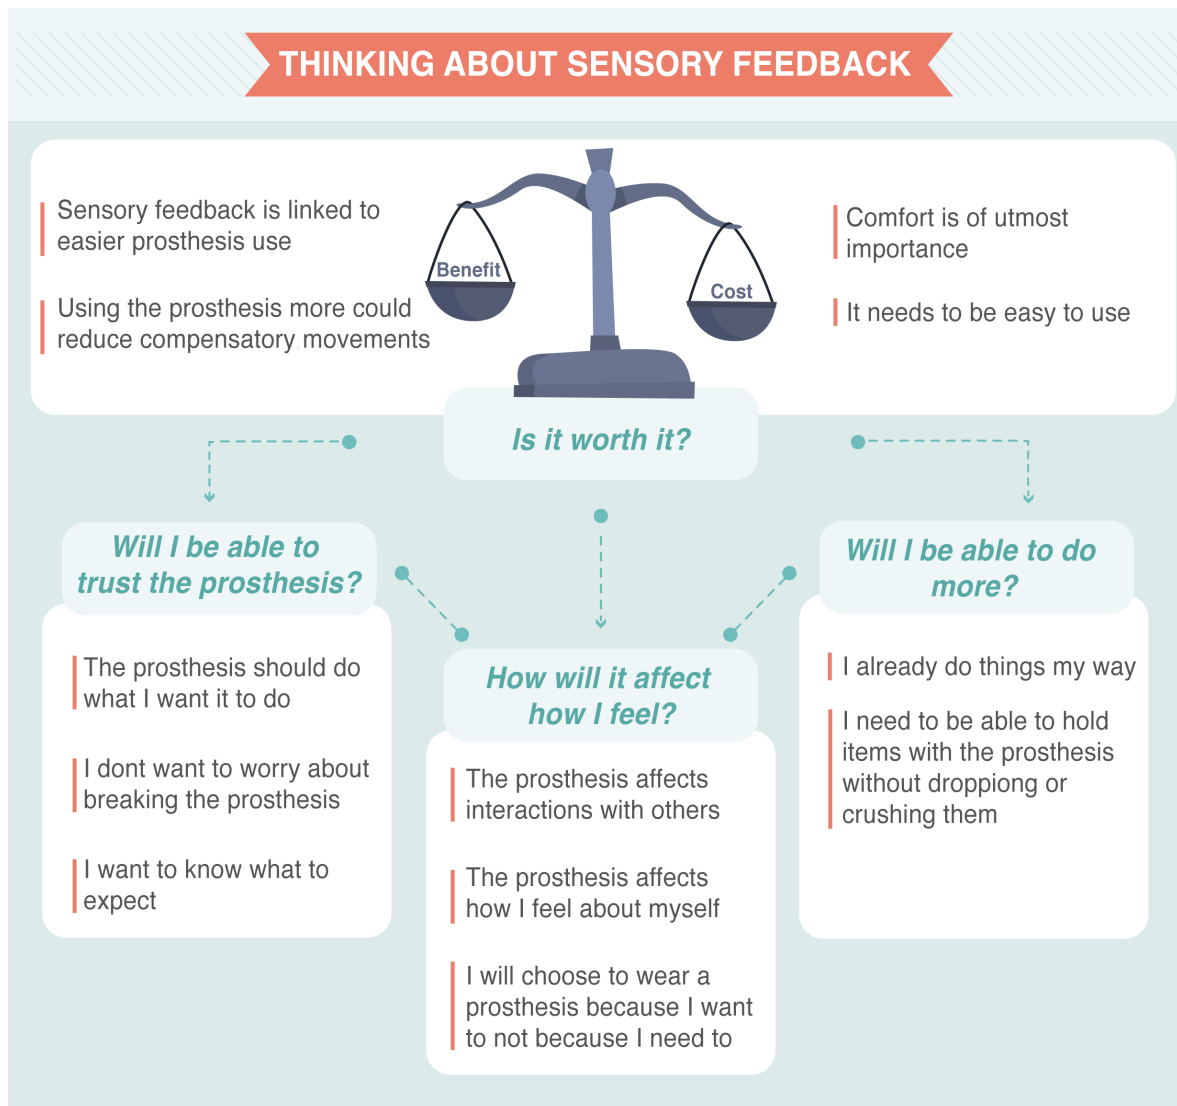 THINKING ABOUT SENSORY FEEDBACK
Sensory feedback is linked to
easier prosthesis use
Using the prosthesis more could
reduce compensatory movements
Benefit
Cost
Comfort is of utmost
importance
It needs to be easy to use
Is it worth it?
Will I be able to
trust the prosthesis?
The prosthesis should do
what I want it to do
I dont want to worry about
breaking the prosthesis
I want to know what to
expect
How will it affect
how I feel?
The prosthesis affects
interactions with others
The prosthesis affects
how I feel about myself
I will choose to wear a
prosthesis because I want
to not because I need to
Will I be able to do
more?
I already do things my way
I need to be able to hold
items with the prosthesis
without droppiong or
crushing them